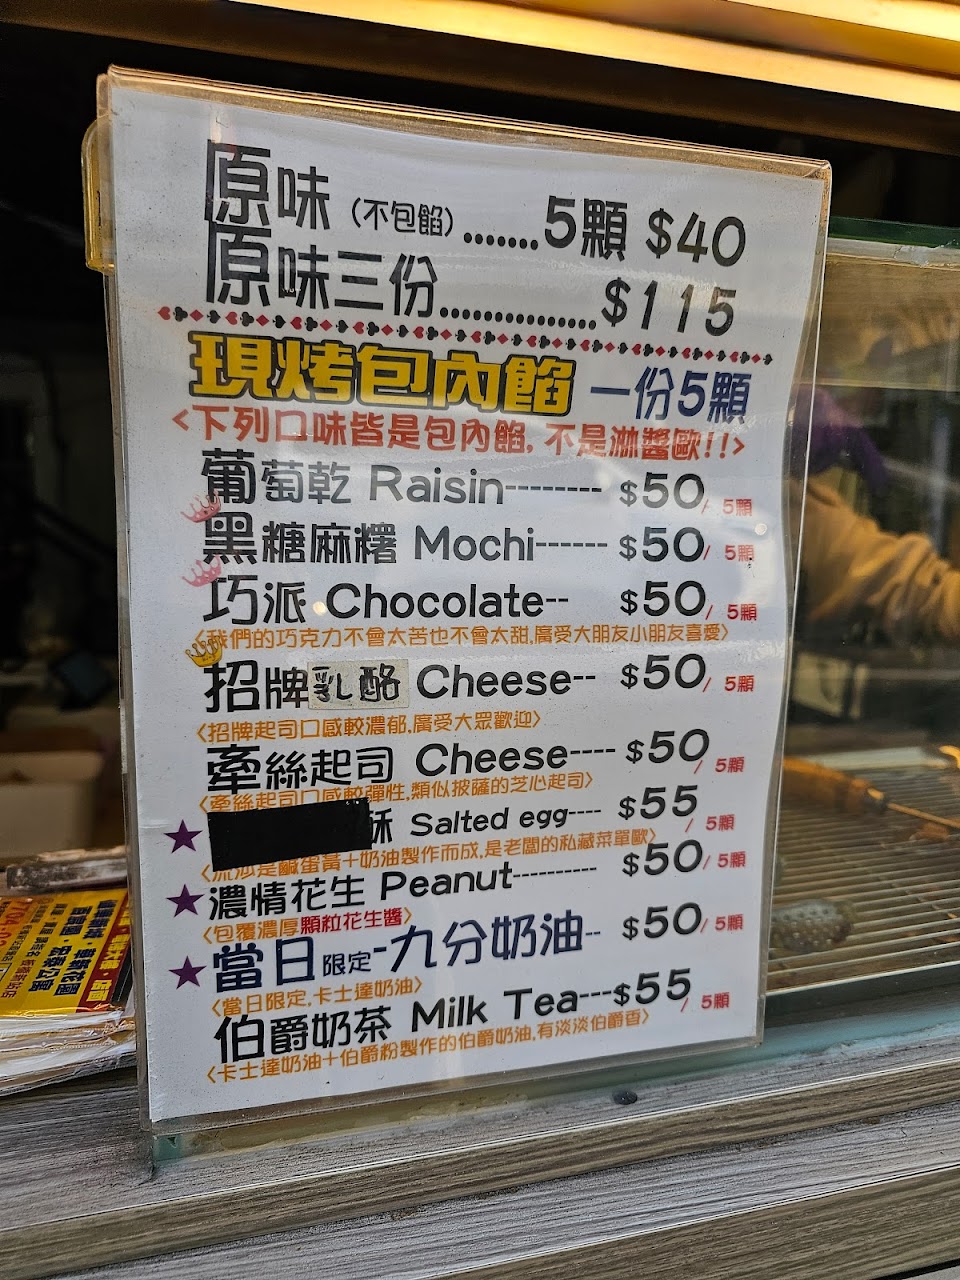 原味(不包餡)........5顆 $40
原味三份...............$115
現烤包內餡 一份5顆
<下列口味皆是包內餡,不是淋醬歐!!>
葡萄乾 Raisin-------- $50/ 5顆
黑糖麻糬 Mochi------ $50/ 5顆
巧派 Chocolate-- $50/ 5顆
<我們的巧克力不會太苦也不會太甜,廣受大朋友小朋友喜愛>
招牌乳酪 Cheese-- $50/ 5顆
<招牌起司口感較濃郁,廣受大眾歡迎>
牽絲起司 Cheese---- $50/ 5顆
<牽絲起司口感較彈性,類似披薩的芝心起司>
酥 Salted egg---- $55/ 5顆
<流沙是鹹蛋黃+奶油製作而成,是老闆的私藏菜單歐>
濃情花生 Peanut---------- $50/ 5顆
<包覆濃厚顆粒花生醬>
當日限定-九分奶油-- $50/ 5顆
<當日限定,卡士達奶油>
伯爵奶茶 Milk Tea---$55/ 5顆
<卡士達奶油+伯爵粉製作的伯爵奶油,有淡淡伯爵香>